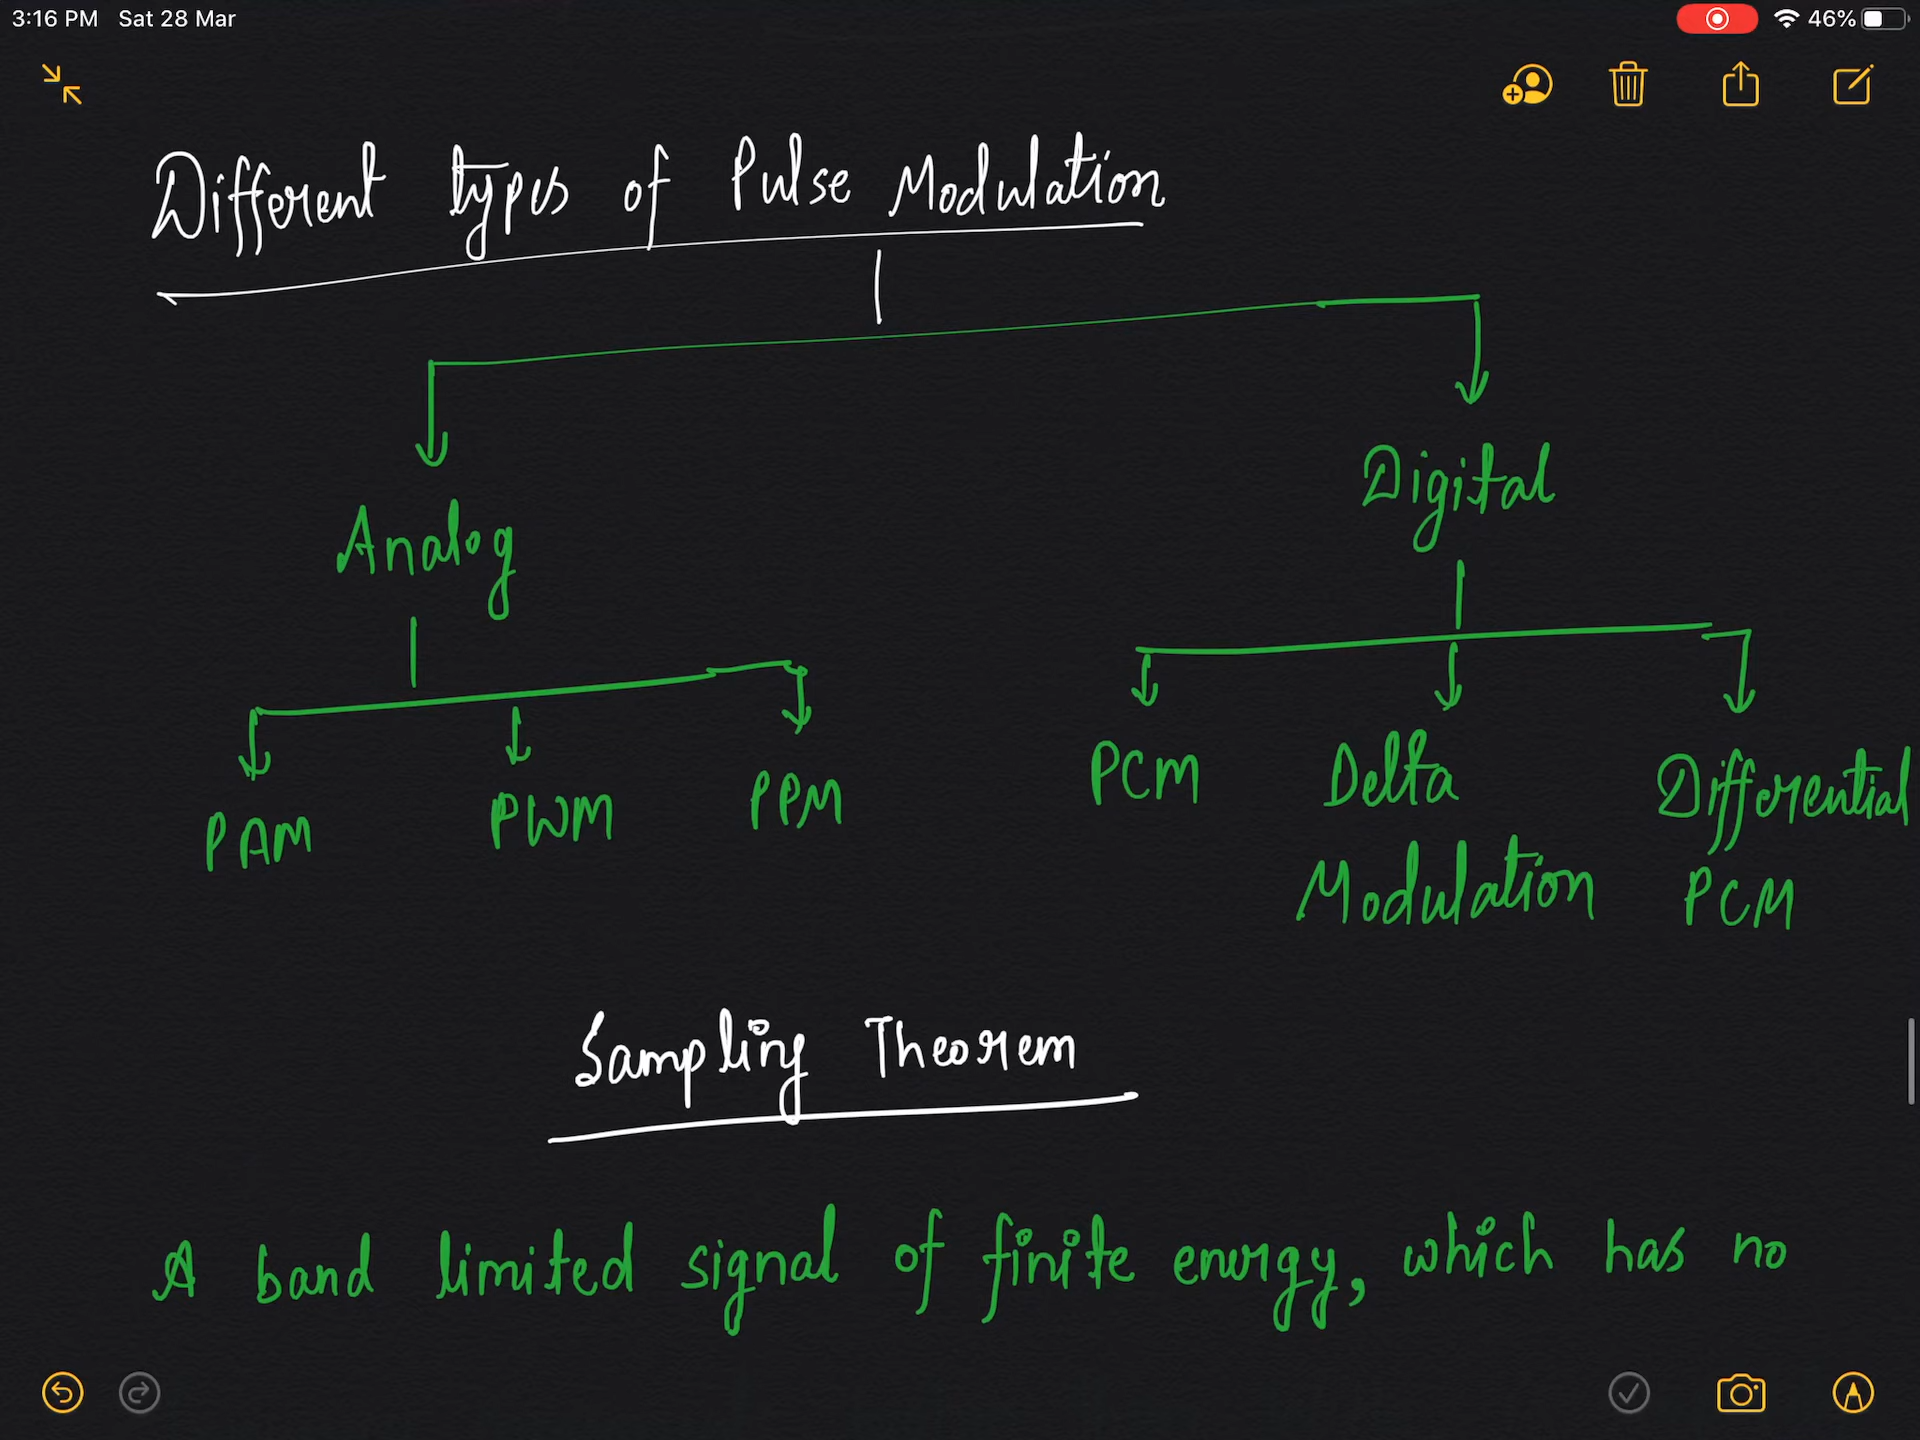 3:16 PM Sat 28 Mar 46%
Different types of Pulse Modulation
Analog
Digital
PAM PWM PPM
PCM Delta Modulation Differential PCM
Sampling Theorem
A band limited signal of finite energy, which has no